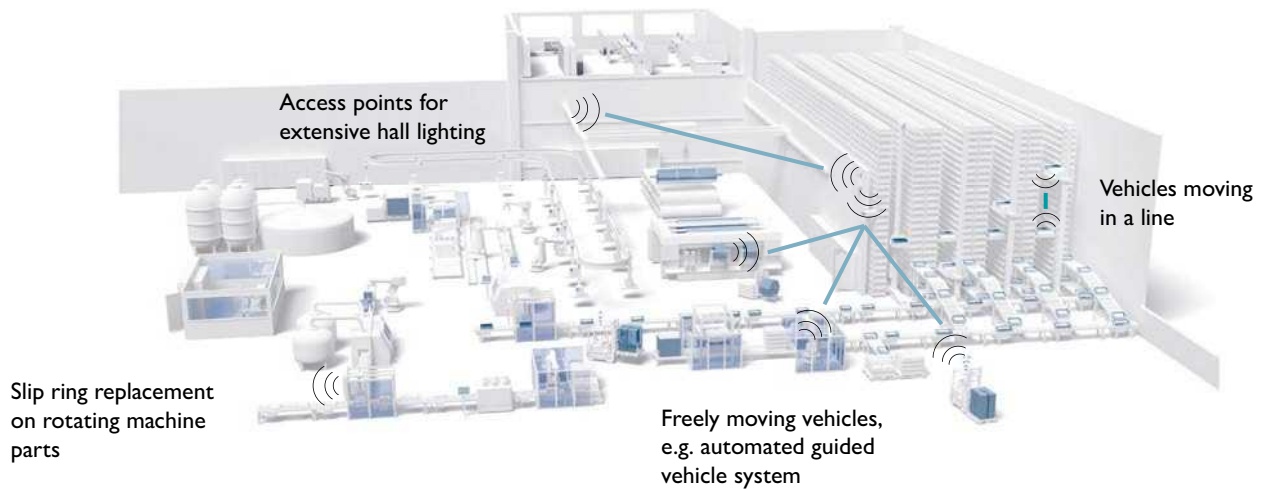 Access points for
extensive hall lighting
Vehicles moving
in a line
Slip ring replacement
on rotating machine
parts
Freely moving vehicles,
e.g. automated guided
vehicle system